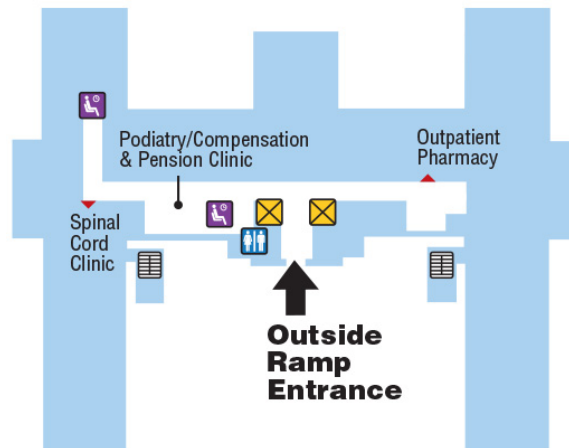 Podiatry/Compensation
& Pension Clinic
Outpatient
Pharmacy
Spinal
Cord
Clinic
Outside
Ramp
Entrance